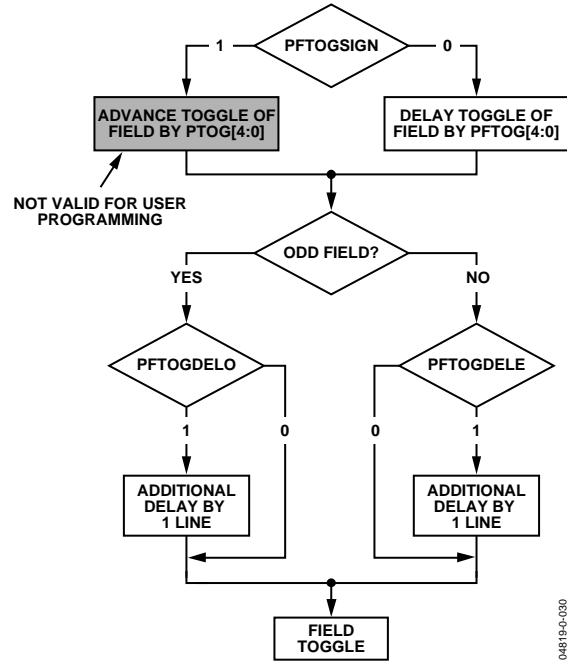 PFTOGSIGN
1
0
ADVANCE TOGGLE OF
FIELD BY PTOG[4:0]
DELAY TOGGLE OF
FIELD BY PFTOG[4:0]
NOT VALID FOR USER
PROGRAMMING
ODD FIELD?
YES
NO
PFTOGDELO
PFTOGDELE
1
0
0
1
ADDITIONAL
DELAY BY
1 LINE
ADDITIONAL
DELAY BY
1 LINE
FIELD
TOGGLE
04819-0-030